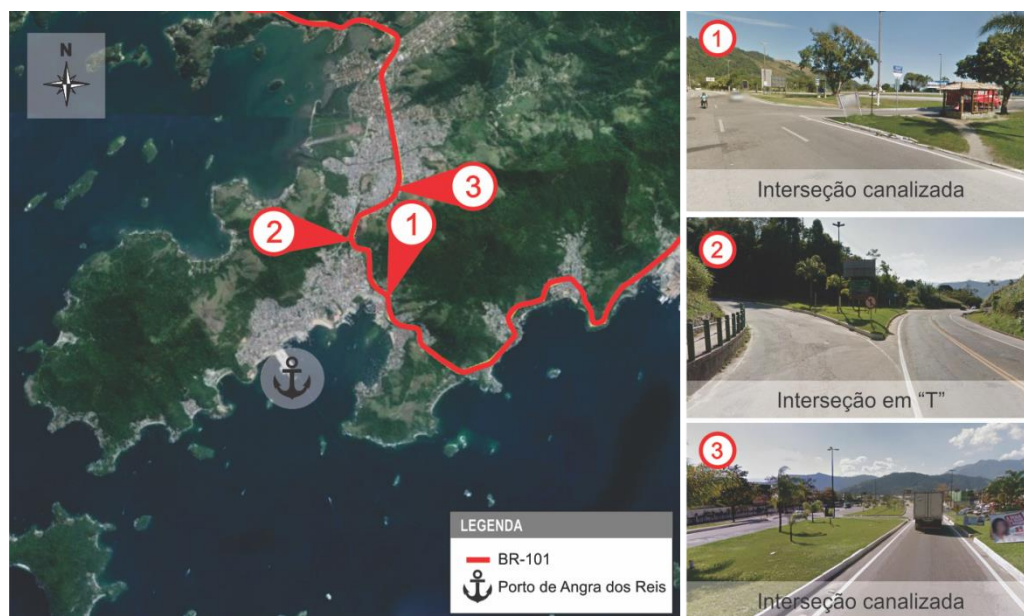 N
3
1
2
LEGENDA
BR-101
Porto de Angra dos Reis
1
Interseção canalizada
2
Interseção em “T”
3
Interseção canalizada